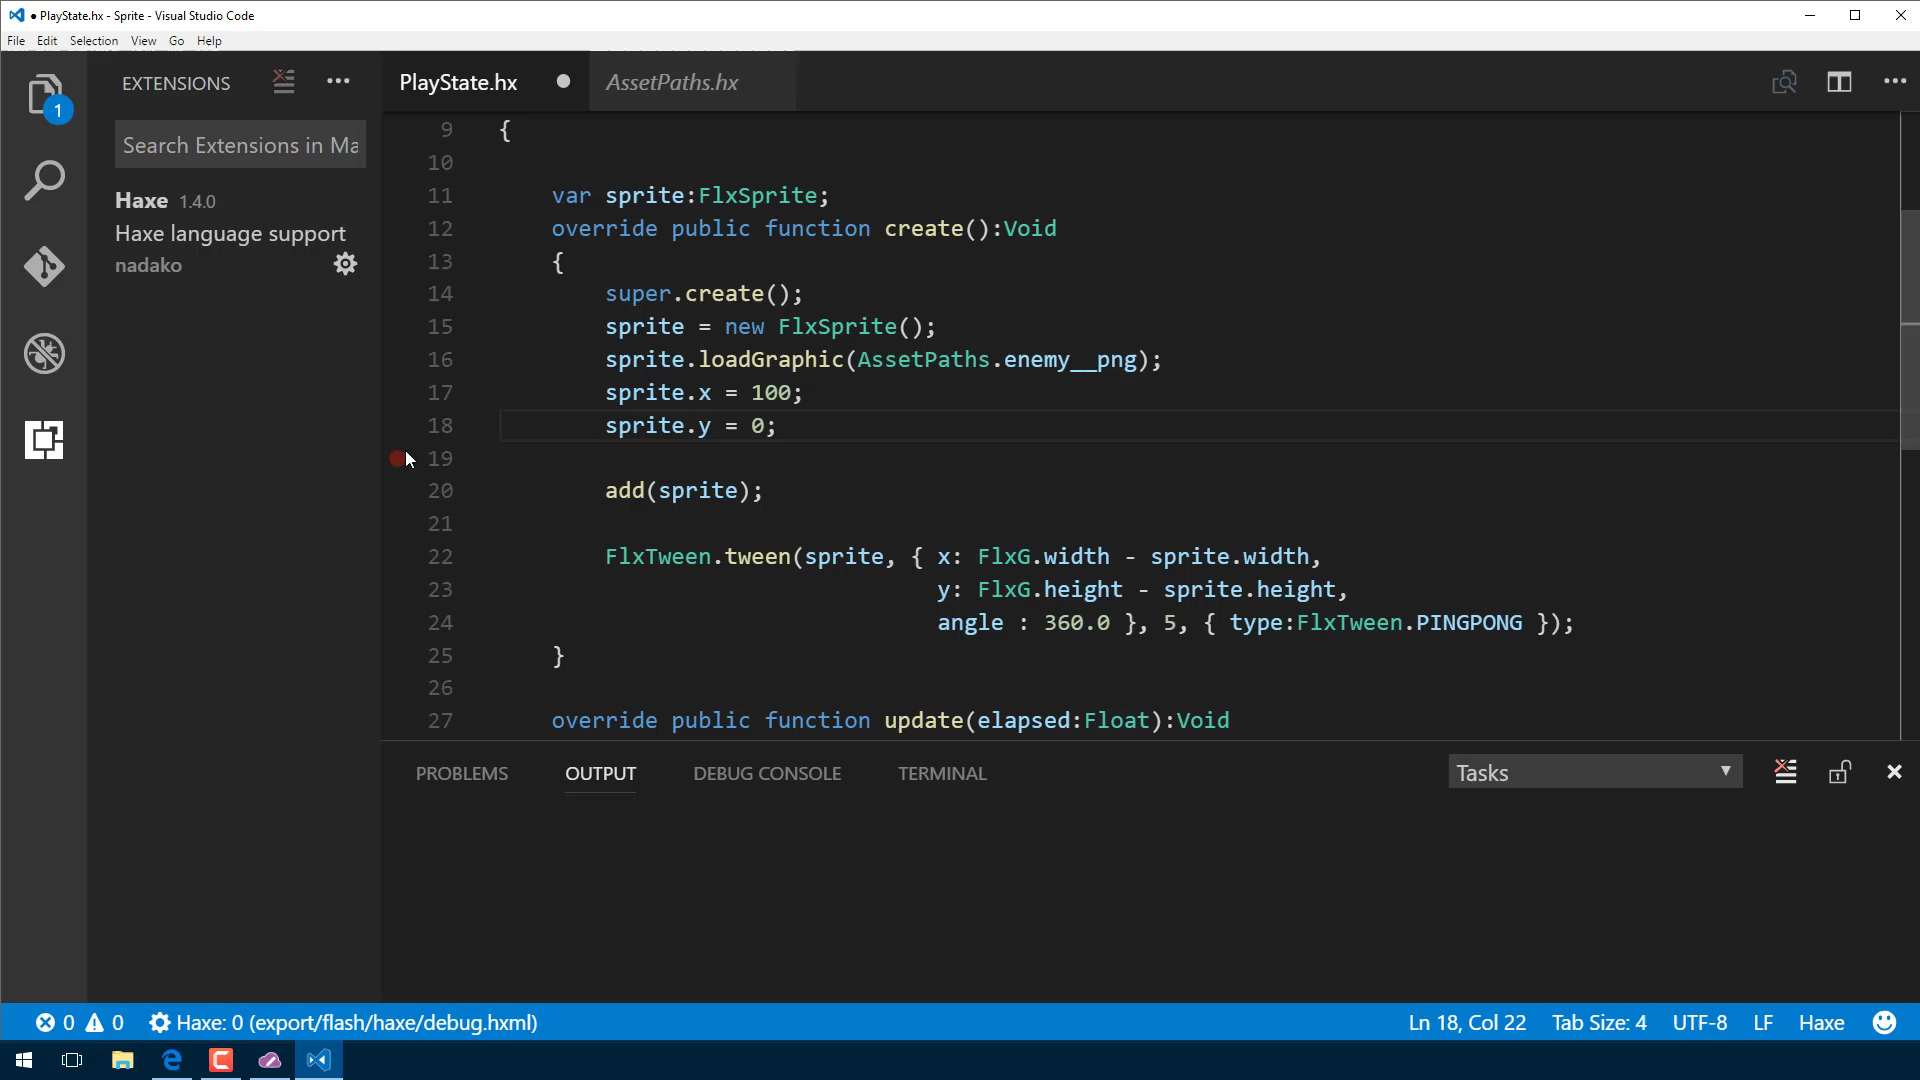 ● PlayState.hx - Sprite - Visual Studio Code
File Edit Selection View Go Help
1
EXTENSIONS
Search Extensions in Ma
Haxe 1.4.0
Haxe language support
nadako
PlayState.hx AssetPaths.hx
9 {
10
11 var sprite:FlxSprite;
12 override public function create():Void
13 {
14 super.create();
15 sprite = new FlxSprite();
16 sprite.loadGraphic(AssetPaths.enemy__png);
17 sprite.x = 100;
18 sprite.y = 0;
19
20 add(sprite);
21
22 FlxTween.tween(sprite, { x: FlxG.width - sprite.width,
23 y: FlxG.height - sprite.height,
24 angle : 360.0 }, 5, { type:FlxTween.PINGPONG });
25 }
26
27 override public function update(elapsed:Float):Void
PROBLEMS OUTPUT DEBUG CONSOLE TERMINAL Tasks
0 0 Haxe: 0 (export/flash/haxe/debug.hxml) Ln 18, Col 22 Tab Size: 4 UTF-8 LF Haxe